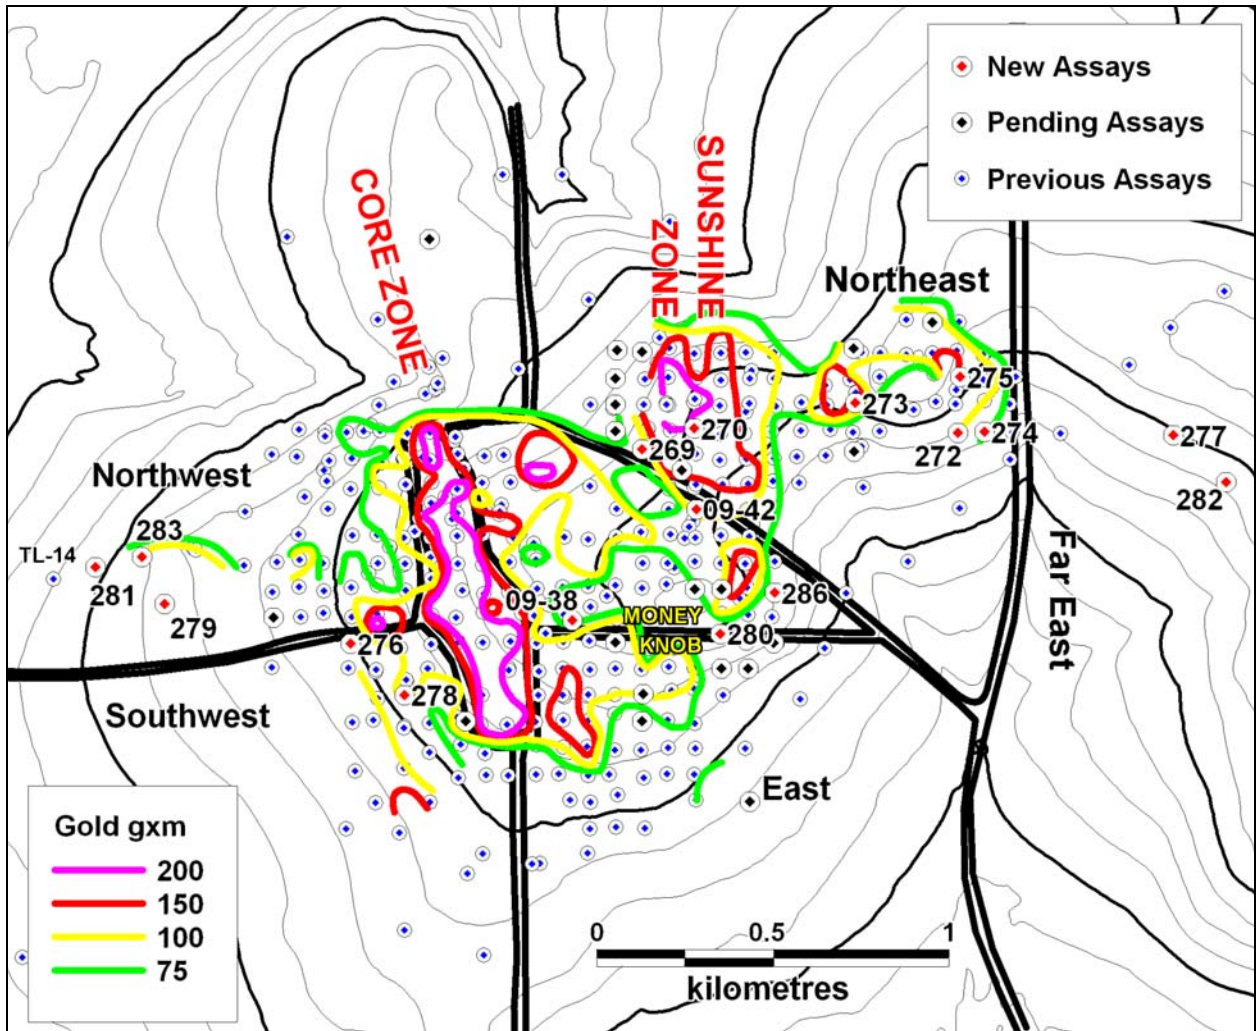 New Assays
Pending Assays
Previous Assays
CORE ZONE
SUNSHINE
ZONE
Northeast
275
273
270
269
274
272
277
282
Northwest
283
TL-14
281
279
09-42
Far East
09-38
286
MONEY
KNOB
280
276
278
Southwest
East
Gold gxm
200
150
100
75
0 0.5 1
kilometres